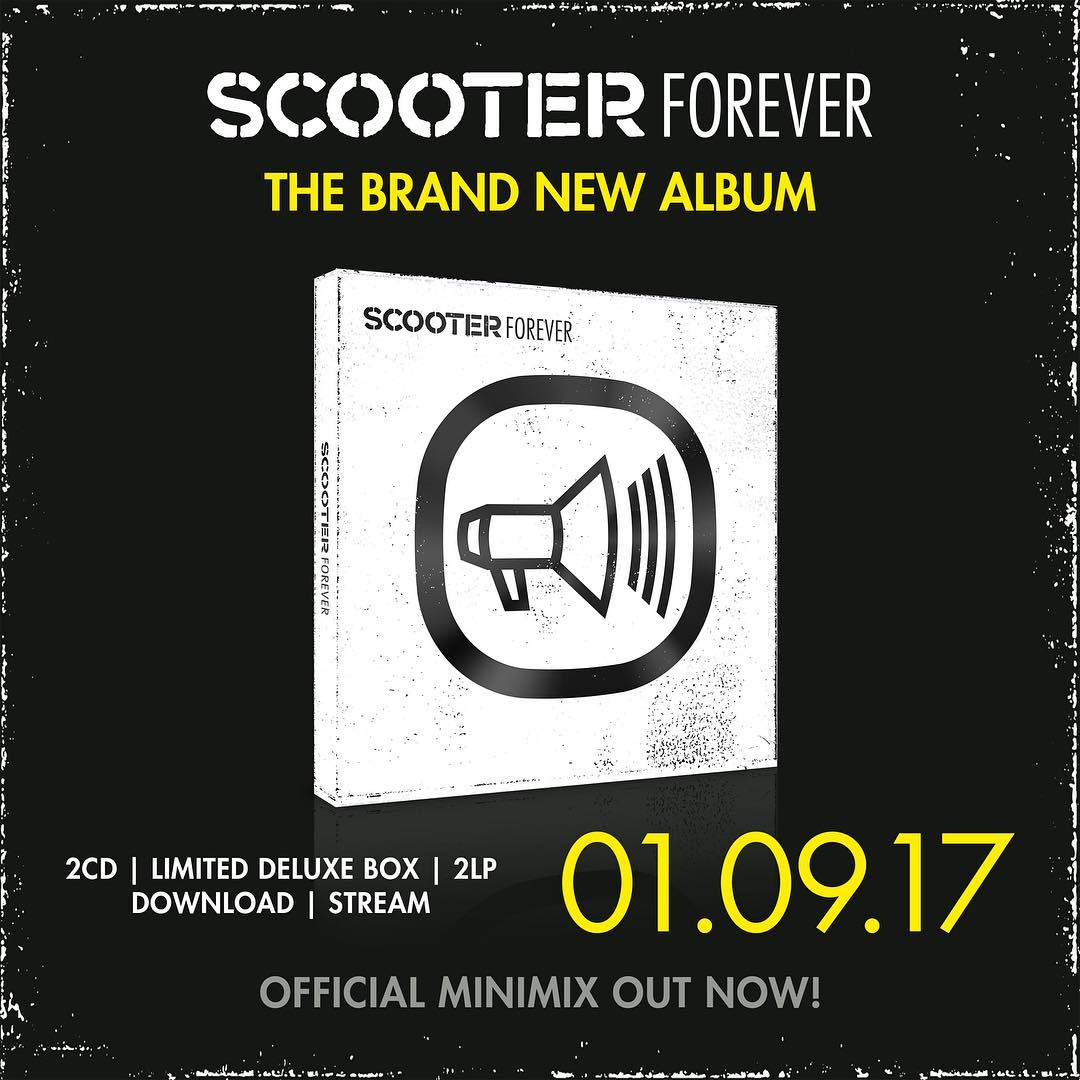 SCOOTER FOREVER
THE BRAND NEW ALBUM
SCOOTER FOREVER
SCOOTER FOREVER
2CD | LIMITED DELUXE BOX | 2LP
DOWNLOAD | STREAM
01.09.17
OFFICIAL MINIMIX OUT NOW!